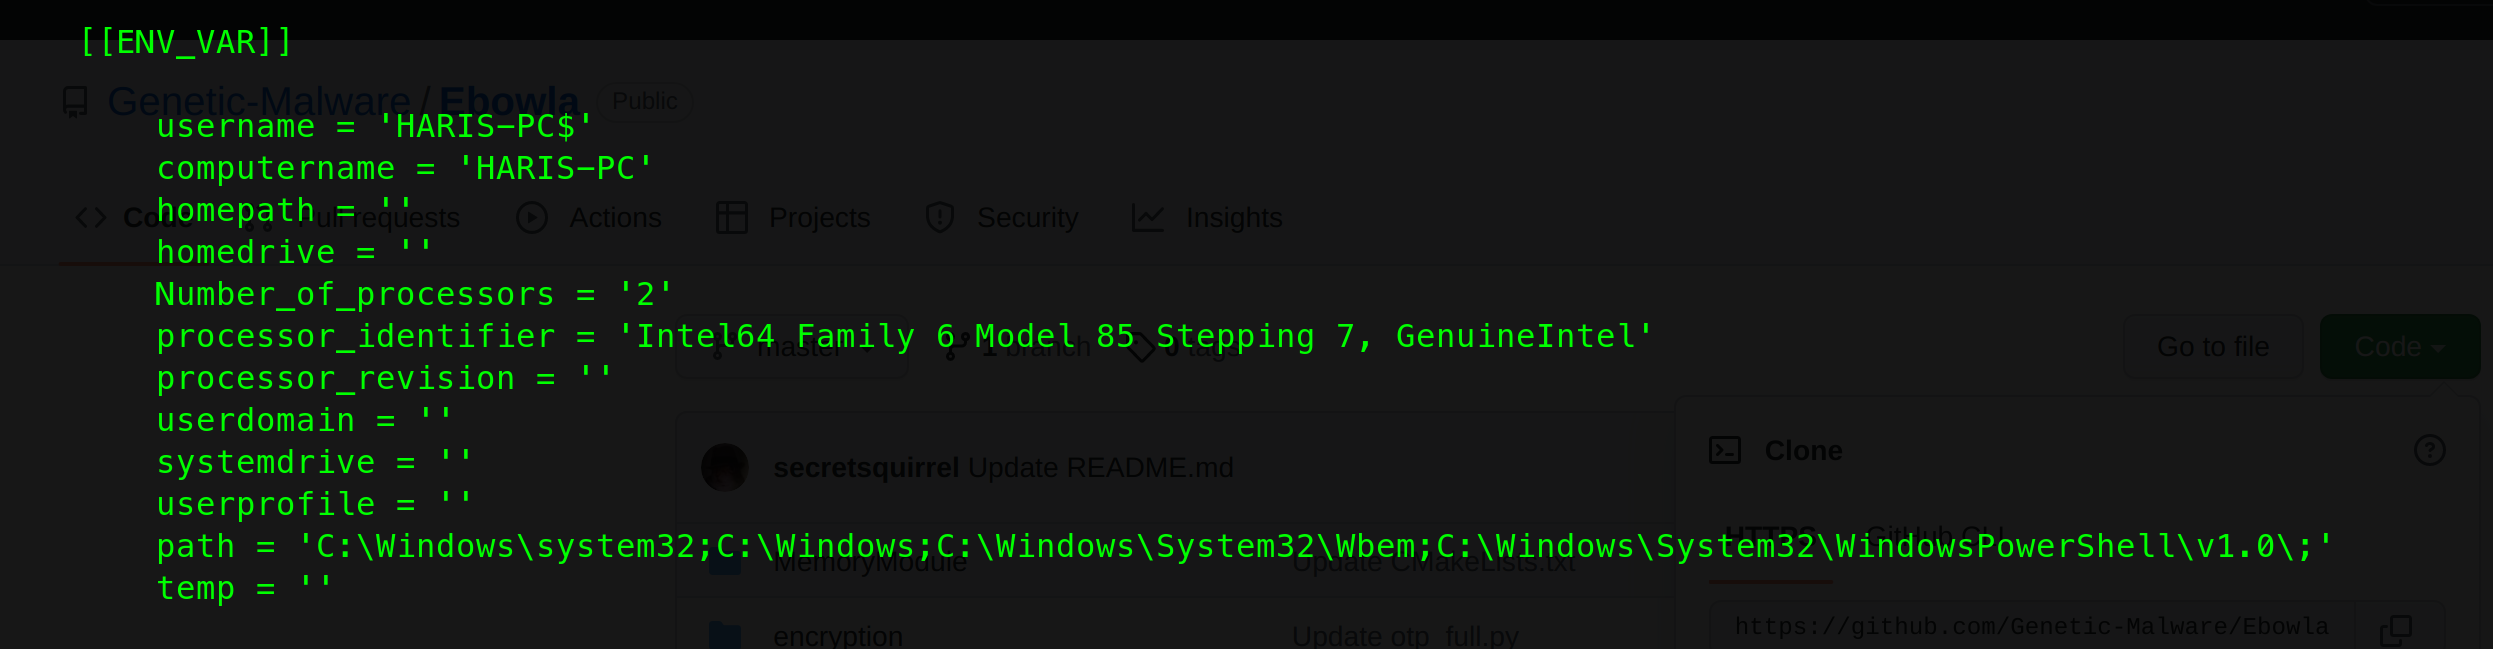 [[ENV_VAR]]
Genetic-Malware / Ebowla Public
username = 'HARIS-PC$'
computername = 'HARIS-PC'
homepath = ''
Code Pull requests Actions Projects Security Insights
homedrive = ''
Number_of_processors = '2'
processor_identifier = 'Intel64 Family 6 Model 85 Stepping 7, GenuineIntel'
master 1 branch 0 tags Go to file Code
processor_revision = ''
userdomain = ''
Clone
systemdrive = ''
secretsquirrel Update README.md
userprofile = ''
HTTPS GitHub CLI
path = 'C:\Windows\system32;C:\Windows;C:\Windows\System32\Wbem;C:\Windows\System32\WindowsPowerShell\v1.0\;'
MemoryModule Update CMakeLists.txt
temp = ''
https://github.com/Genetic-Malware/Ebowla
encryption Update otp_full.py